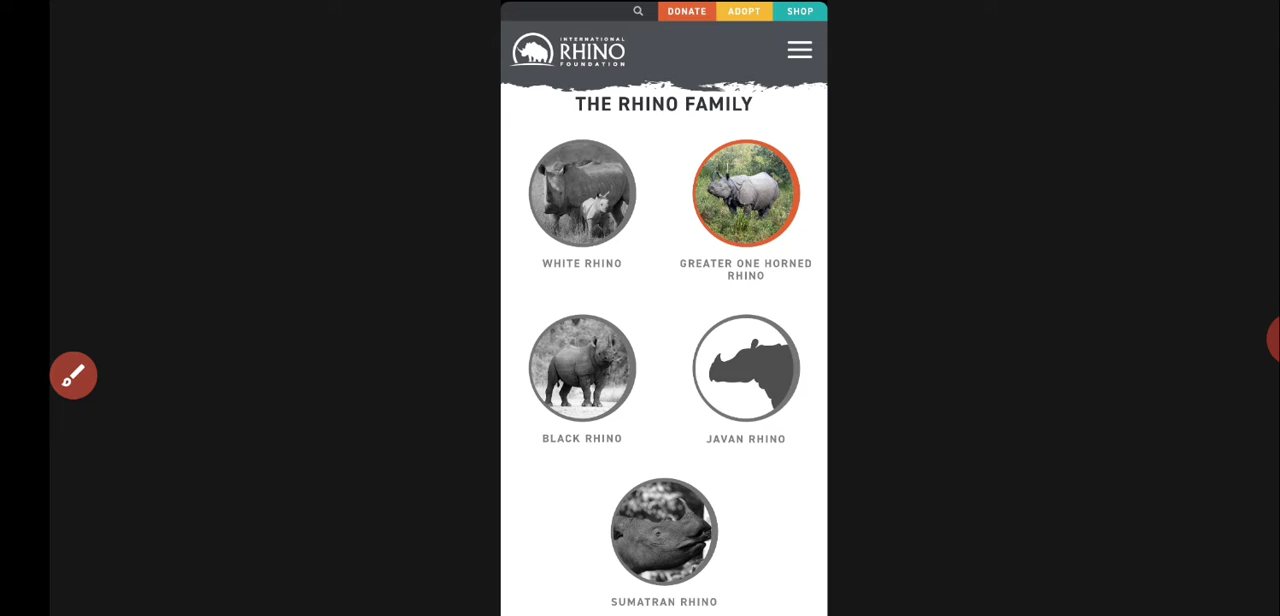 DONATE ADOPT SHOP
INTERNATIONAL
RHINO
FOUNDATION
THE RHINO FAMILY
WHITE RHINO
GREATER ONE HORNED
RHINO
BLACK RHINO
JAVAN RHINO
SUMATRAN RHINO